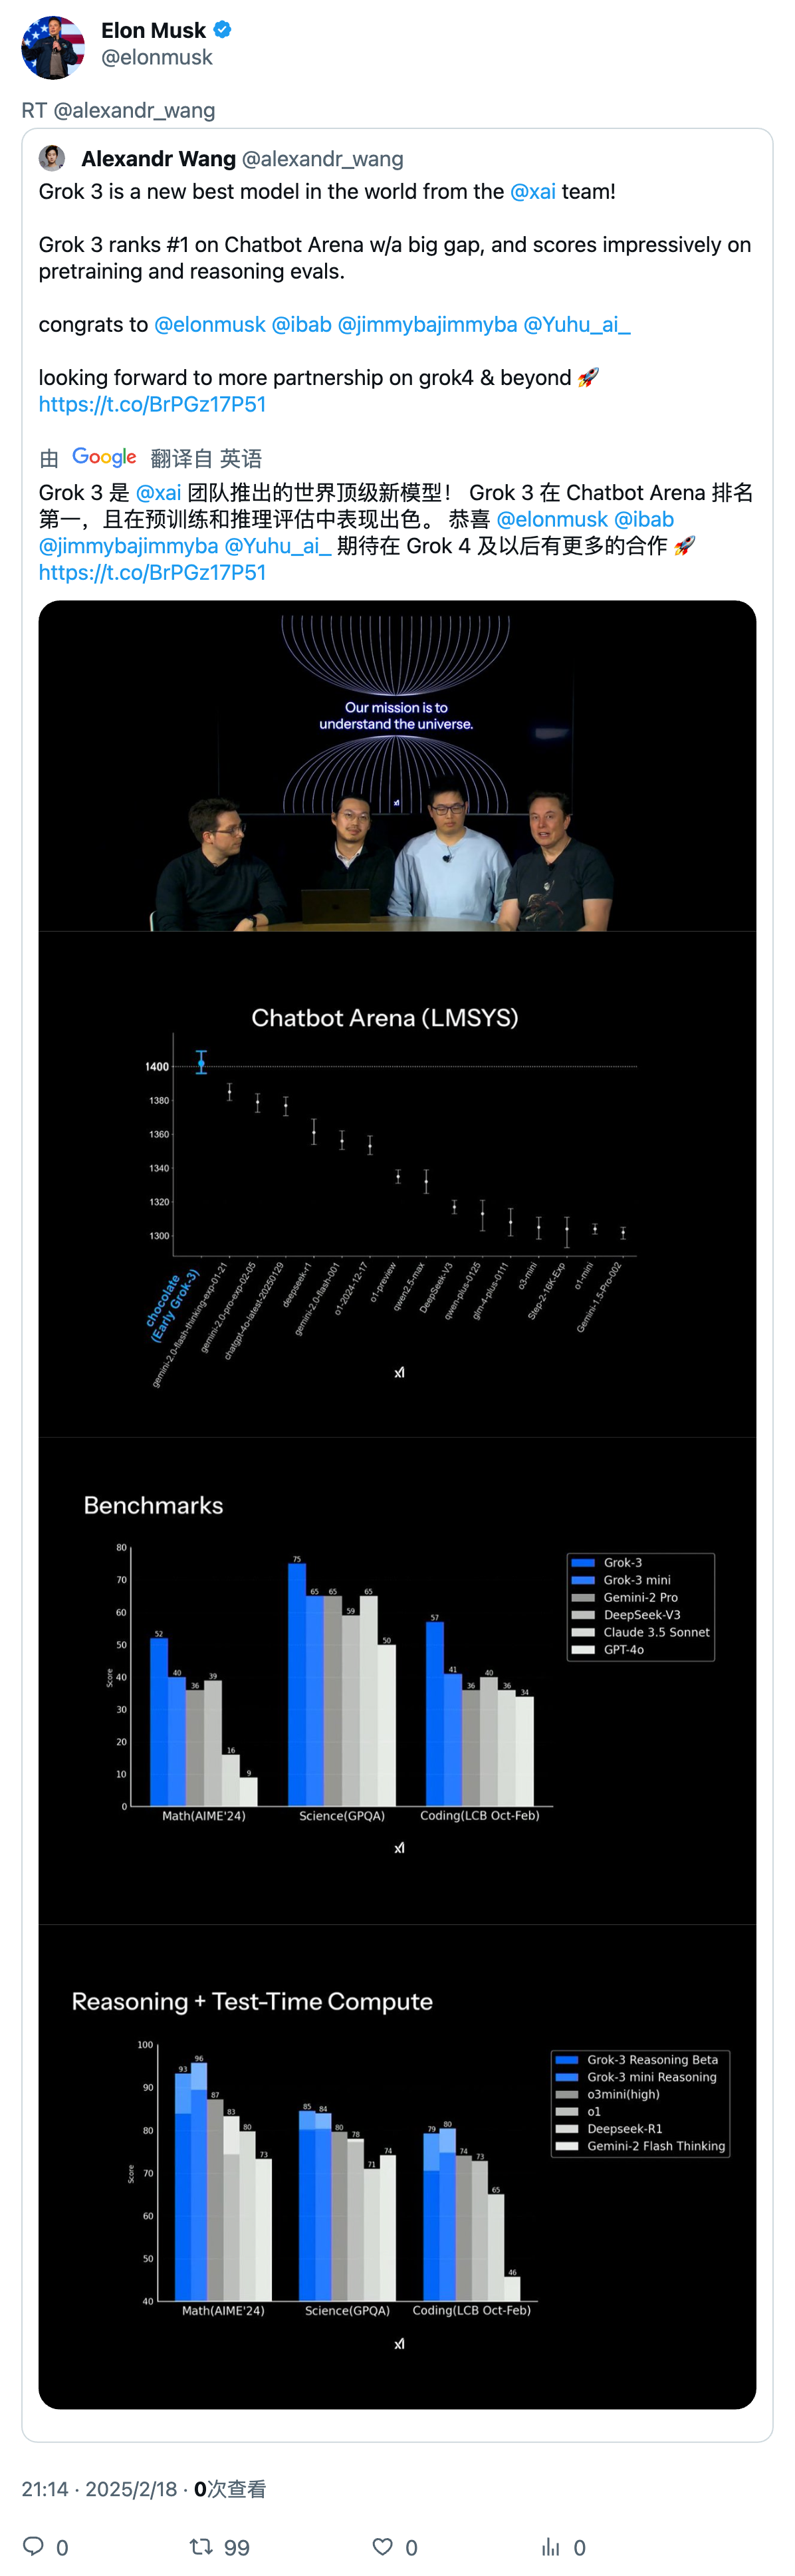 Elon Musk
@elonmusk
RT @alexandr_wang
Alexandr Wang @alexandr_wang
Grok 3 is a new best model in the world from the @xai team!
Grok 3 ranks #1 on Chatbot Arena w/a big gap, and scores impressively on
pretraining and reasoning evals.
congrats to @elonmusk @ibab @jimmybajimmyba @Yuhu_ai_
looking forward to more partnership on grok4 & beyond 🚀
https://t.co/BrPGz17P51
由 Google 翻译自 英语
Grok 3 是 @xai 团队推出的世界顶级新模型！ Grok 3 在 Chatbot Arena 排名
第一，且在预训练和推理评估中表现出色。 恭喜 @elonmusk @ibab
@jimmybajimmyba @Yuhu_ai_ 期待在 Grok 4 及以后有更多的合作 🚀
https://t.co/BrPGz17P51
Our mission is to
understand the universe.
xI
Chatbot Arena (LMSYS)
1400
1380
1360
1340
1320
1300
chocolate
(Early Grok-3)
gemini-2.0-flash-thinking-exp-01-21
gemini-2.0-pro-exp-02-05
chatgpt-4o-latest-20250129
deepseek-r1
gemini-2.0-flash-001
o1-2024-12-17
o1-preview
qwen2.5-max
DeepSeek-V3
qwen-plus-0125
glm-4-plus-0111
o3-mini
Step-2-16K-Exp
o1-mini
Gemini-1.5-Pro-002
xI
Benchmarks
Score
80
70
60
50
40
30
20
10
0
52
40
36
39
16
9
75
65
65
59
65
50
57
41
36
40
36
34
Math(AIME'24)
Science(GPQA)
Coding(LCB Oct-Feb)
Grok-3
Grok-3 mini
Gemini-2 Pro
DeepSeek-V3
Claude 3.5 Sonnet
GPT-4o
xI
Reasoning + Test-Time Compute
Score
100
90
80
70
60
50
40
93
96
87
83
80
73
85
84
80
78
71
74
79
80
74
73
65
46
Math(AIME'24)
Science(GPQA)
Coding(LCB Oct-Feb)
Grok-3 Reasoning Beta
Grok-3 mini Reasoning
o3mini(high)
o1
Deepseek-R1
Gemini-2 Flash Thinking
xI
21:14 · 2025/2/18 · 0次查看
0
99
0
0